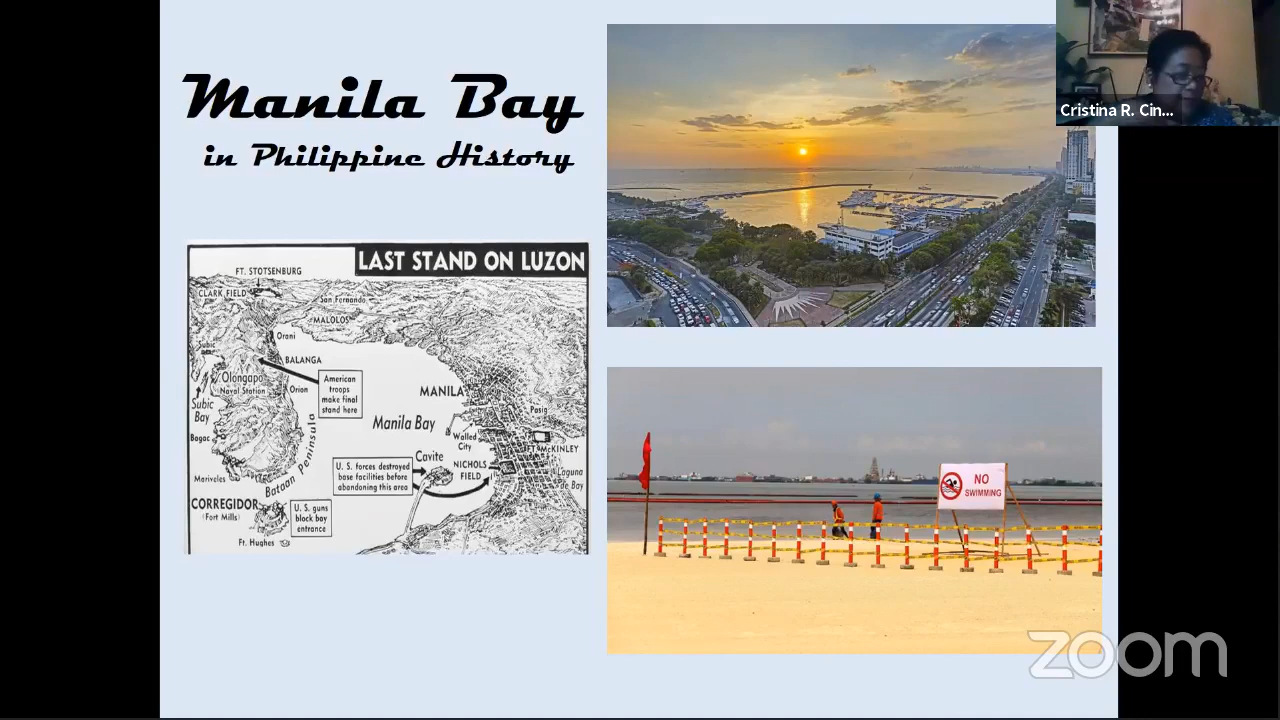 Manila Bay
in Philippine History
Cristina R. Cin...
LAST STAND ON LUZON
FT. STOTSENBURG
CLARK FIELD
San Fernando
MALOLOS
Orani
Subic
BALANGA
Olongapo
Naval Station
Orion
American
troops
make final
stand here
MANILA
Subic
Bay
Manila Bay
Pasig
Bagac
Walled
City
FT. McKINLEY
Cavite
NICHOLS
FIELD
Laguna
de Bay
U.S. forces destroyed
base facilities before
abandoning this area
Mariveles
Bataan Peninsula
CORREGIDOR
(Fort Mills)
U.S. guns
block bay
entrance
Ft. Hughes
NO
SWIMMING
zoom